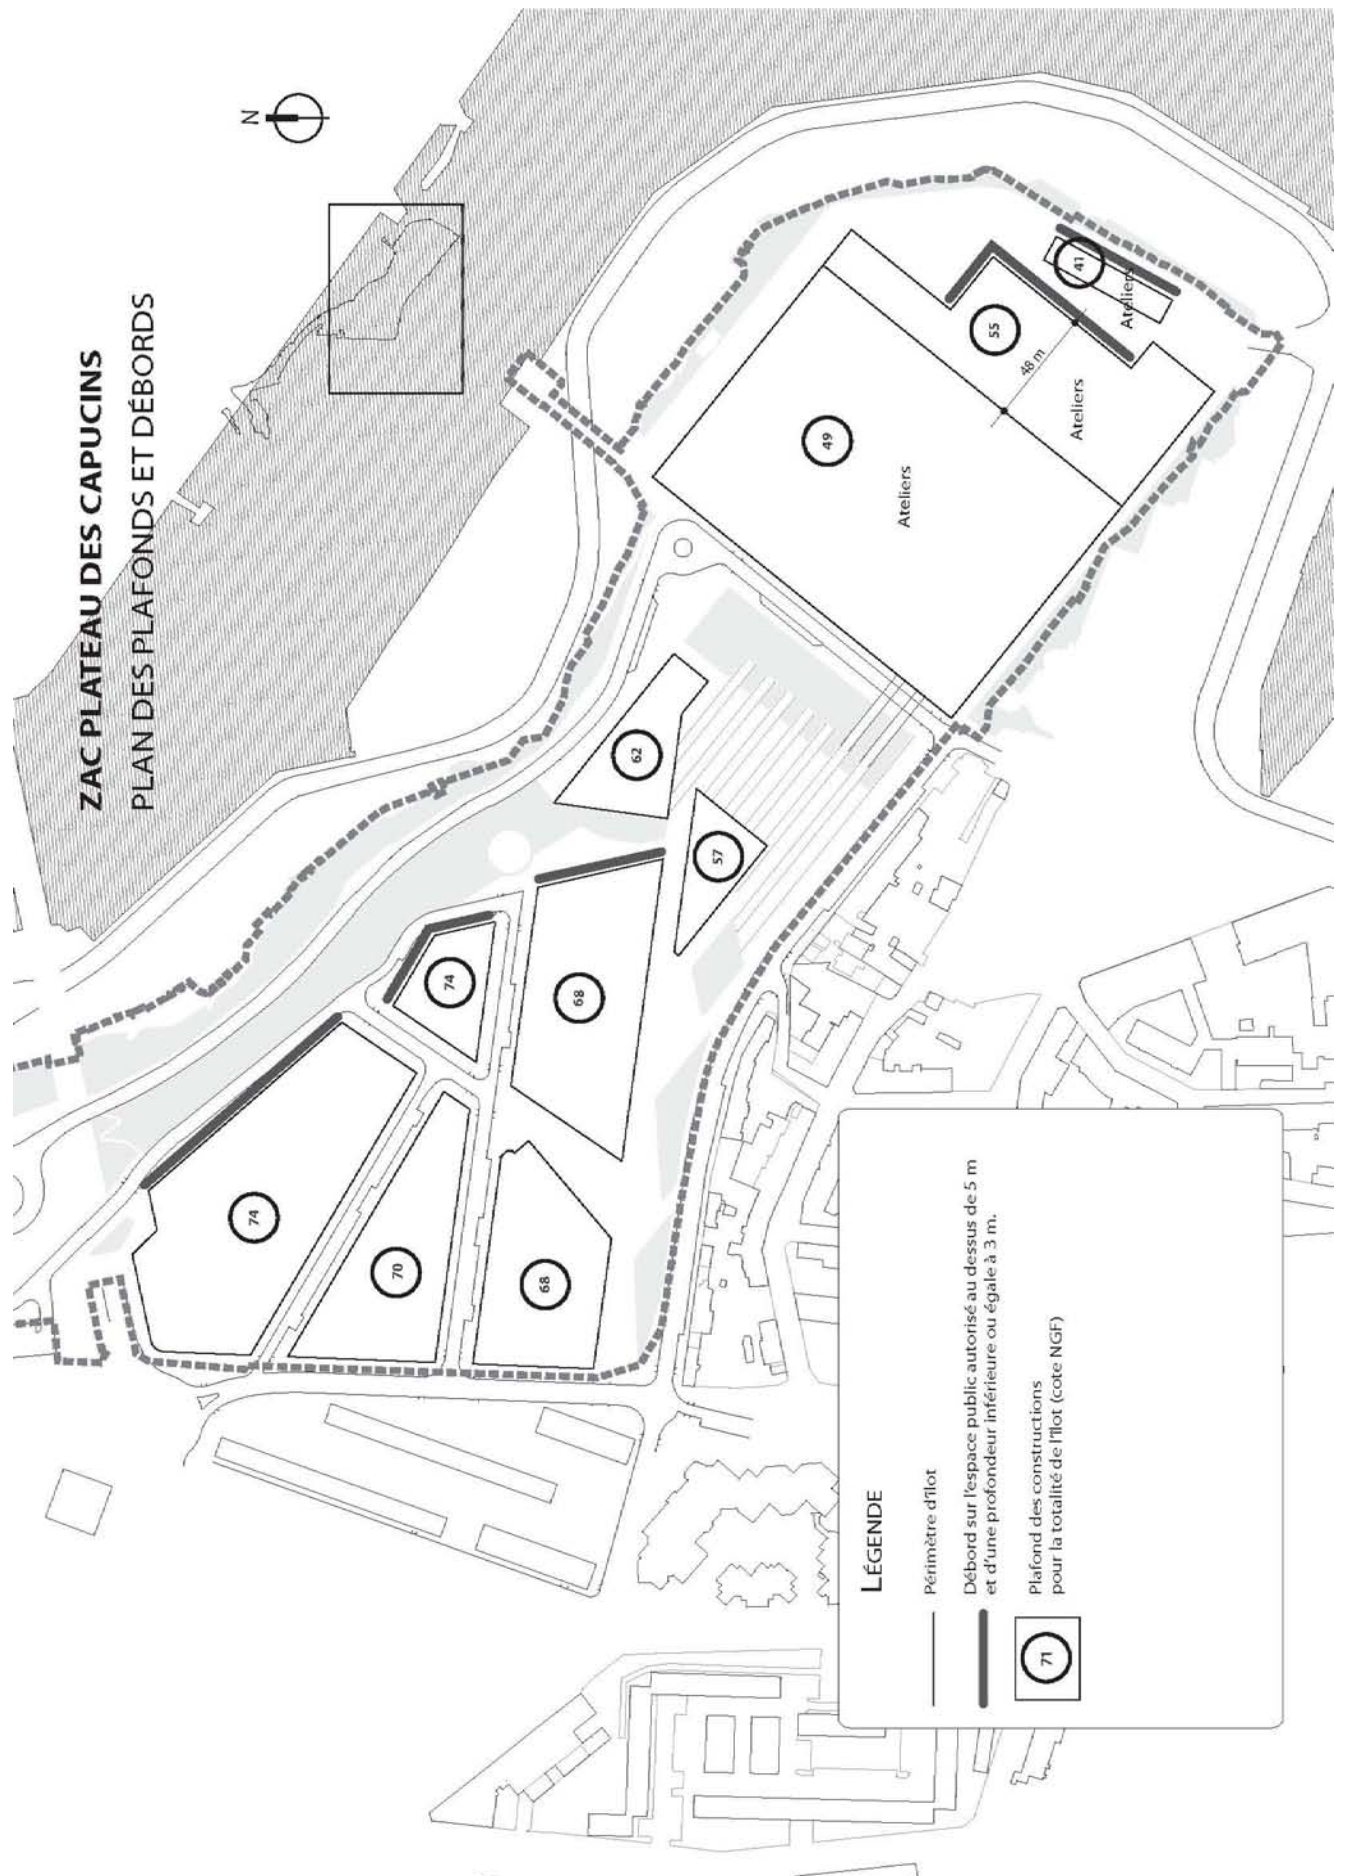 ZAC PLATEAU DES CAPUCINS
PLAN DES PLAFONDS ET DÉBORDS
N
74
70
68
74
68
62
57
49
Ateliers
55
48 m
Ateliers
41
Ateliers
LÉGENDE
Périmètre d'îlot
Débord sur l'espace public autorisé au dessus de 5 m
et d'une profondeur inférieure ou égale à 3 m.
71
Plafond des constructions
pour la totalité de l'îlot (cote NGF)